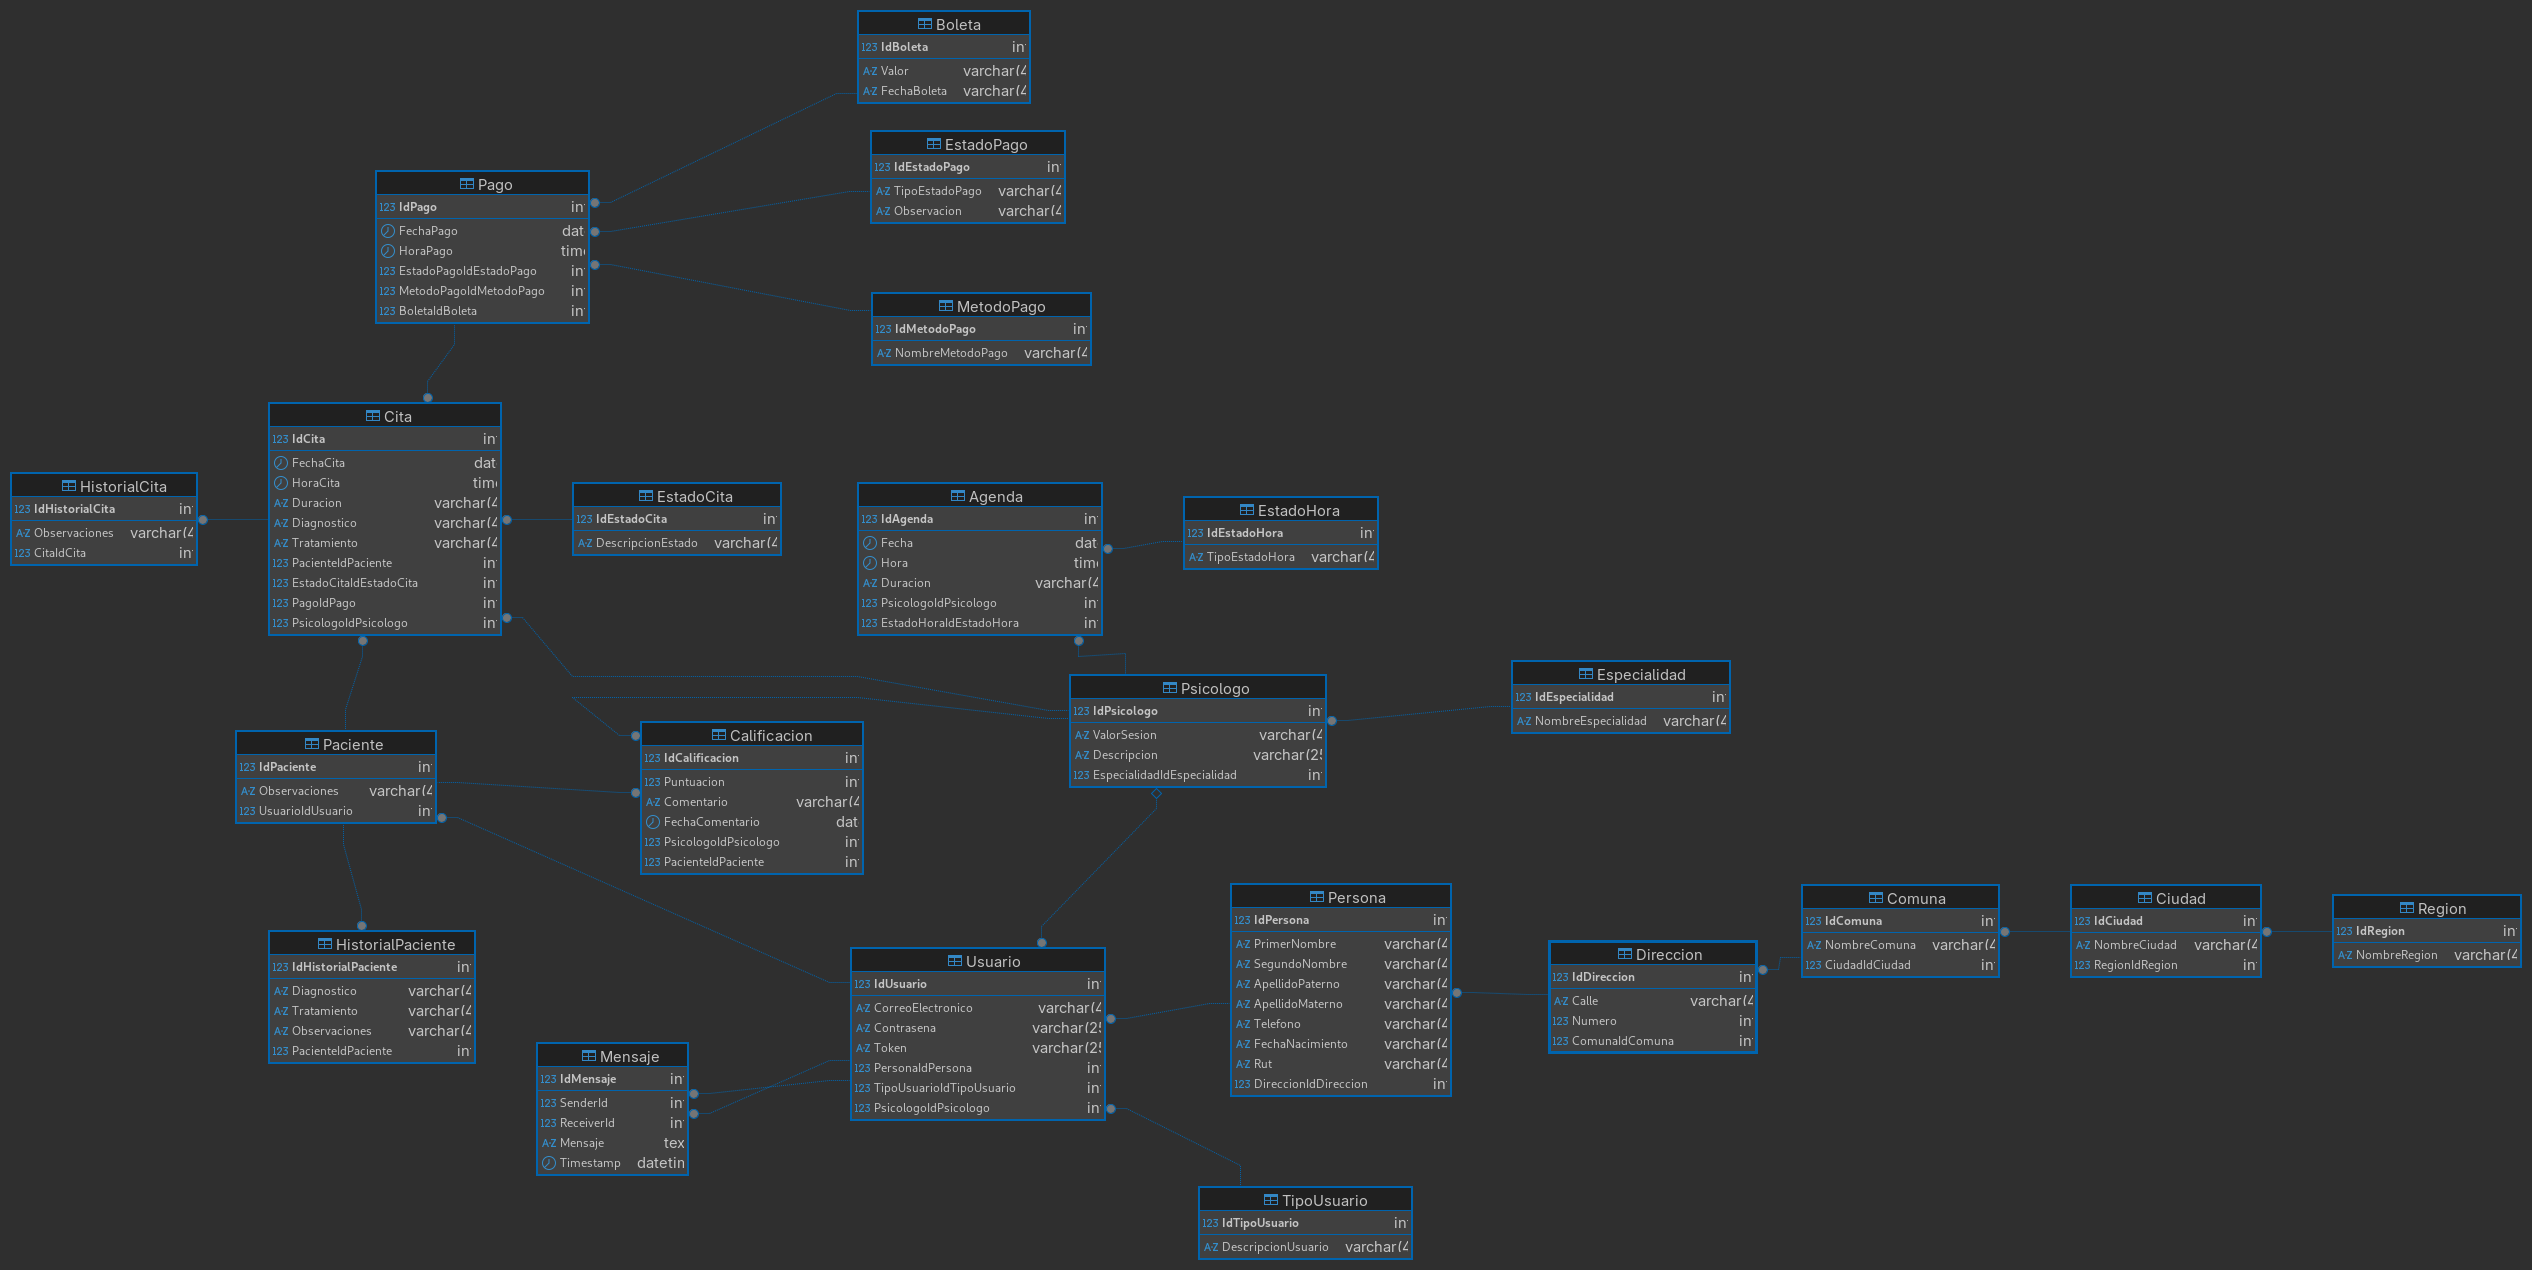 Boleta
123 IdBoleta in
A-Z Valor varchar(4
A-Z FechaBoleta varchar(4
EstadoPago
123 IdEstadoPago in
A-Z TipoEstadoPago varchar(4
A-Z Observacion varchar(4
Pago
123 IdPago in
FechaPago dat
HoraPago time
123 EstadoPagoIdEstadoPago in
123 MetodoPagoIdMetodoPago in
123 BoletaIdBoleta in
MetodoPago
123 IdMetodoPago in
A-Z NombreMetodoPago varchar(4
Cita
123 IdCita in
FechaCita dat
HoraCita time
A-Z Duracion varchar(4
A-Z Diagnostico varchar(4
A-Z Tratamiento varchar(4
123 PacienteIdPaciente in
123 EstadoCitaIdEstadoCita in
123 PagoIdPago in
123 PsicologoIdPsicologo in
HistorialCita
123 IdHistorialCita in
A-Z Observaciones varchar(4
123 CitaIdCita in
EstadoCita
123 IdEstadoCita in
A-Z DescripcionEstado varchar(4
Agenda
123 IdAgenda in
Fecha dat
Hora time
A-Z Duracion varchar(4
123 PsicologoIdPsicologo in
123 EstadoHoraIdEstadoHora in
EstadoHora
123 IdEstadoHora in
A-Z TipoEstadoHora varchar(4
Psicologo
123 IdPsicologo in
A-Z ValorSesion varchar(4
A-Z Descripcion varchar(25
123 EspecialidadIdEspecialidad in
Especialidad
123 IdEspecialidad in
A-Z NombreEspecialidad varchar(4
Paciente
123 IdPaciente in
A-Z Observaciones varchar(4
123 UsuarioIdUsuario in
Calificacion
123 IdCalificacion in
123 Puntuacion in
A-Z Comentario varchar(4
FechaComentario dat
123 PsicologoIdPsicologo in
123 PacienteIdPaciente in
HistorialPaciente
123 IdHistorialPaciente in
A-Z Diagnostico varchar(4
A-Z Tratamiento varchar(4
A-Z Observaciones varchar(4
123 PacienteIdPaciente in
Usuario
123 IdUsuario in
A-Z CorreoElectronico varchar(4
A-Z Contrasena varchar(25
A-Z Token varchar(25
123 PersonaIdPersona in
123 TipoUsuarioIdTipoUsuario in
123 PsicologoIdPsicologo in
Mensaje
123 IdMensaje in
123 SenderId in
123 ReceiverId in
A-Z Mensaje tex
Timestamp datetin
Persona
123 IdPersona in
A-Z PrimerNombre varchar(4
A-Z SegundoNombre varchar(4
A-Z ApellidoPaterno varchar(4
A-Z ApellidoMaterno varchar(4
A-Z Telefono varchar(4
A-Z FechaNacimiento varchar(4
A-Z Rut varchar(4
123 DireccionIdDireccion in
Direccion
123 IdDireccion in
A-Z Calle varchar(4
123 Numero in
123 ComunaIdComuna in
Comuna
123 IdComuna in
A-Z NombreComuna varchar(4
123 CiudadIdCiudad in
Ciudad
123 IdCiudad in
A-Z NombreCiudad varchar(4
123 RegionIdRegion in
Region
123 IdRegion in
A-Z NombreRegion varchar(4
TipoUsuario
123 IdTipoUsuario in
A-Z DescripcionUsuario varchar(4